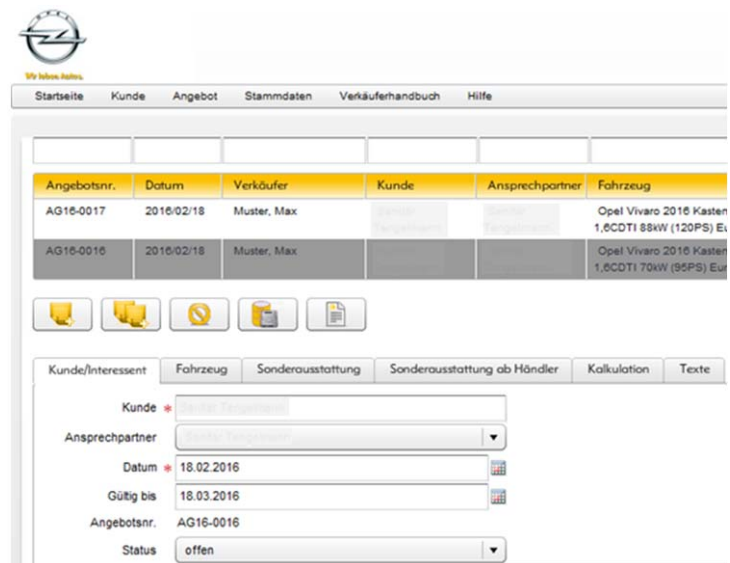 Wir leben Autos.
Startseite Kunde Angebot Stammdaten Verkäuferhandbuch Hilfe
Angebotsnr. Datum Verkäufer Kunde Ansprechpartner Fahrzeug
AG16-0017 2016/02/18 Muster, Max Opel Vivaro 2016 Kasten
1,6CDTI 88kW (120PS) Eu
AG16-0016 2016/02/18 Muster, Max Opel Vivaro 2016 Kasten
1,6CDTI 70kW (95PS) Eur
Kunde/Interessent Fahrzeug Sonderausstattung Sonderausstattung ab Händler Kalkulation Texte
Kunde *
Ansprechpartner
Datum * 18.02.2016
Gültig bis 18.03.2016
Angebotsnr. AG16-0016
Status offen